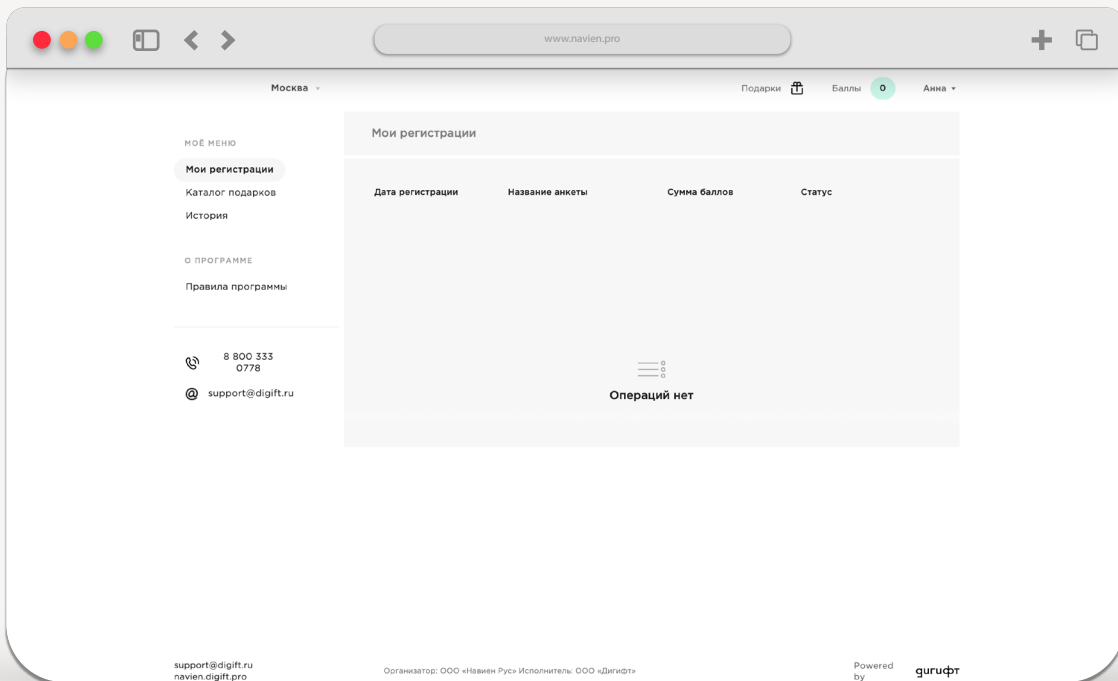 www.navien.pro
Москва
Подарки
Баллы 0
Анна
МОЁ МЕНЮ
Мои регистрации
Каталог подарков
История
О ПРОГРАММЕ
Правила программы
8 800 333
0778
support@digift.ru
Мои регистрации
Дата регистрации Название анкеты Сумма баллов Статус
Операций нет
support@digift.ru
navien.digift.pro
Организатор: ООО «Навиен Рус» Исполнитель: ООО «Дигифт»
Powered
by
дигифт